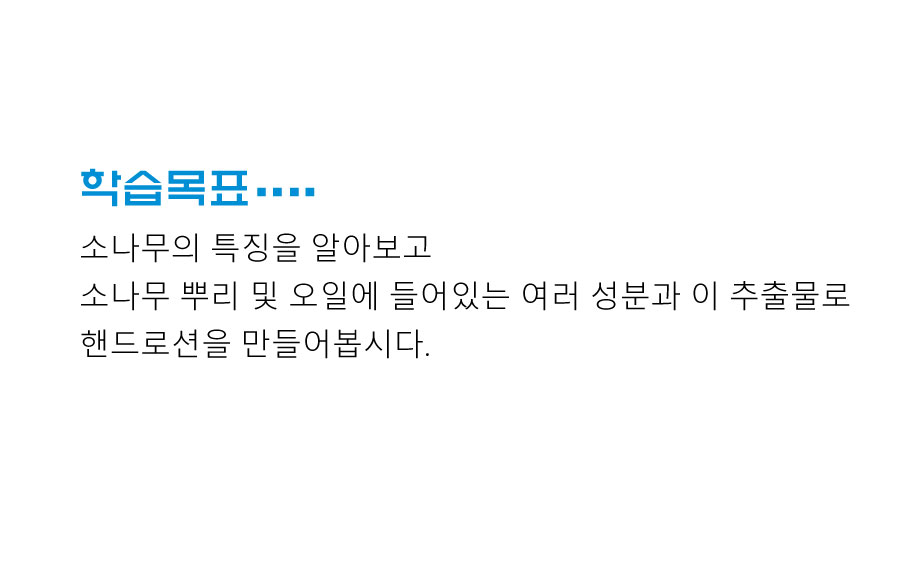 학습목표....
소나무의 특징을 알아보고
소나무 뿌리 및 오일에 들어있는 여러 성분과 이 추출물로
핸드로션을 만들어봅시다.